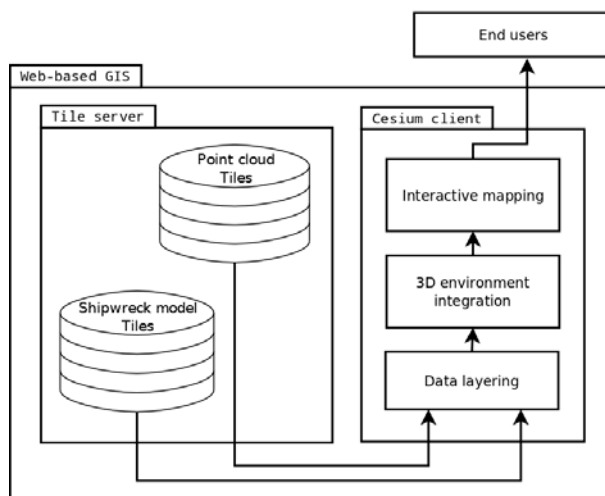 End users
Web-based GIS
Tile server
Cesium client
Point cloud
Tiles
Interactive mapping
3D environment
integration
Shipwreck model
Tiles
Data layering